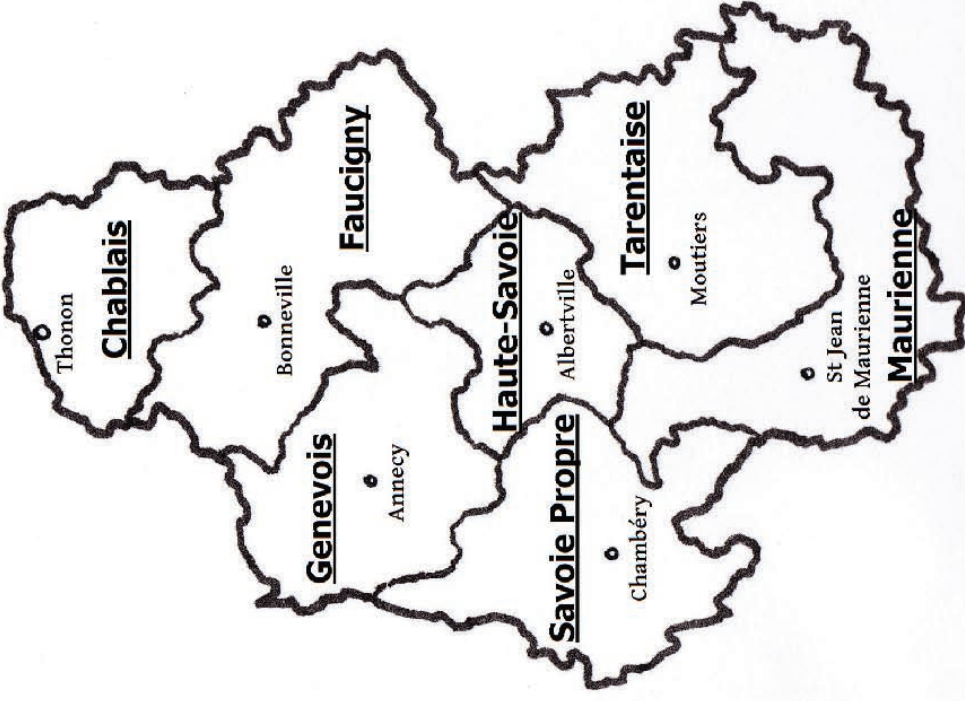 Thonon
Chablais
Bonneville
Genevois
Faucigny
Annecy
Haute-Savoie
Albertville
Savoie Propre
Chambéry
Tarentaise
Moutiers
St Jean
de Maurienne
Maurienne